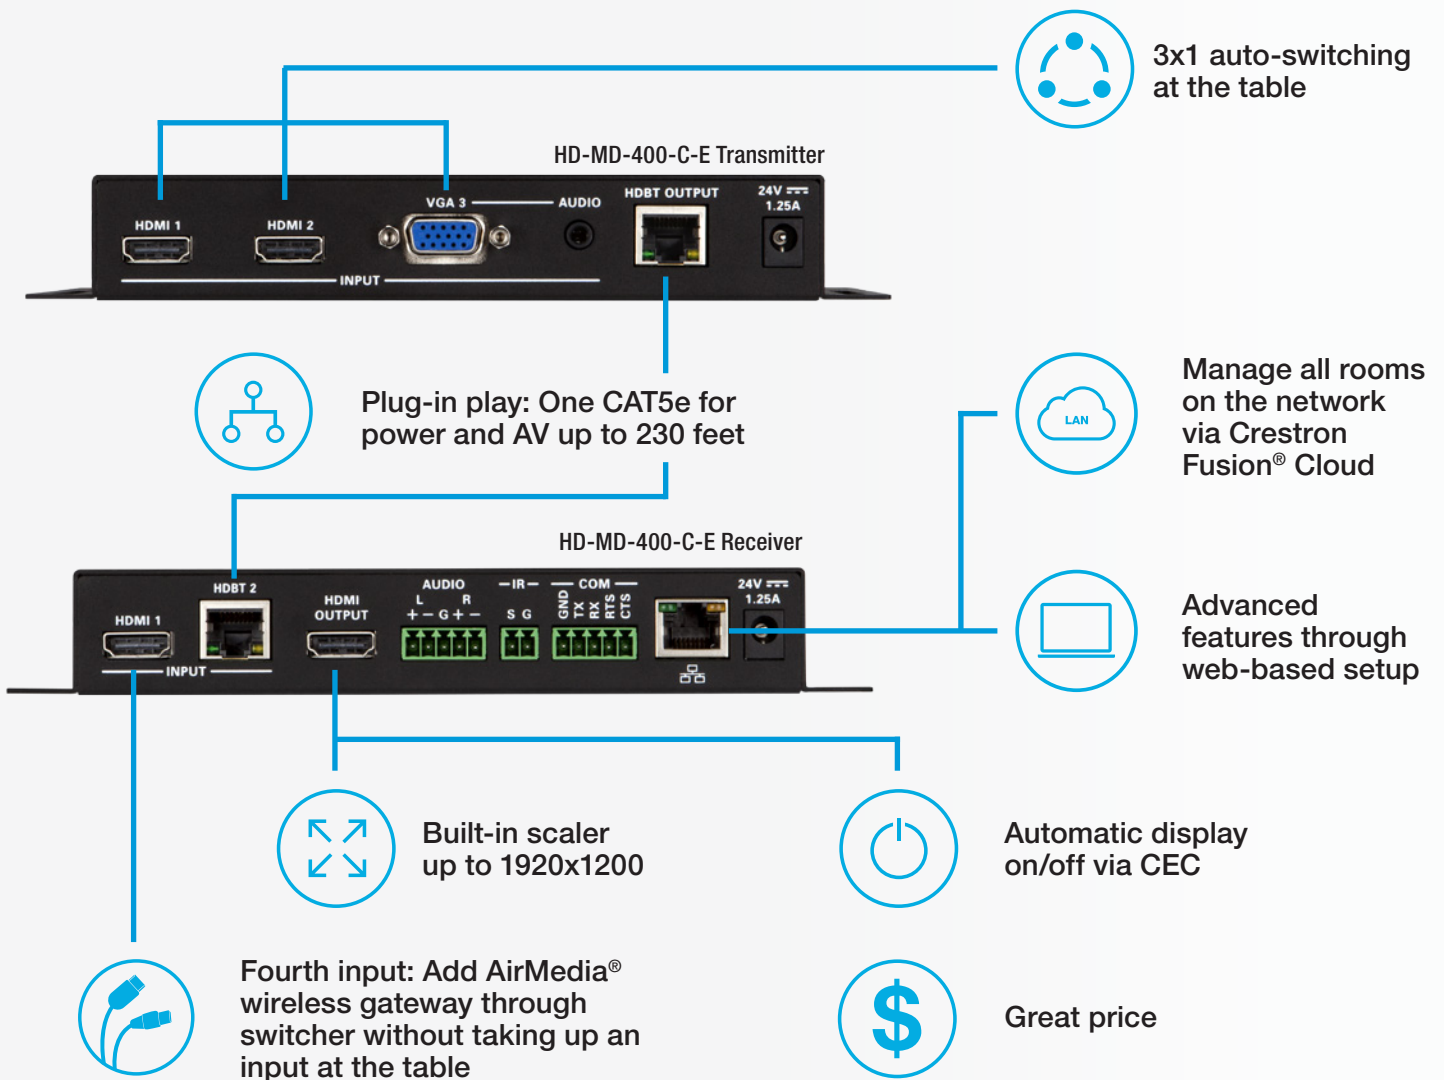 3x1 auto-switching
at the table
HD-MD-400-C-E Transmitter
HDMI 1
HDMI 2
VGA 3
AUDIO
HDBT OUTPUT
24V
1.25A
INPUT
Plug-in play: One CAT5e for
power and AV up to 230 feet
LAN
Manage all rooms
on the network
via Crestron
Fusion® Cloud
HD-MD-400-C-E Receiver
HDMI 1
HDBT 2
INPUT
HDMI
OUTPUT
AUDIO
L R
+ − G + −
IR
S G
COM
GND TX RX RTS CTS
24V
1.25A
Advanced
features through
web-based setup
Built-in scaler
up to 1920x1200
Automatic display
on/off via CEC
Fourth input: Add AirMedia®
wireless gateway through
switcher without taking up an
input at the table
$
Great price